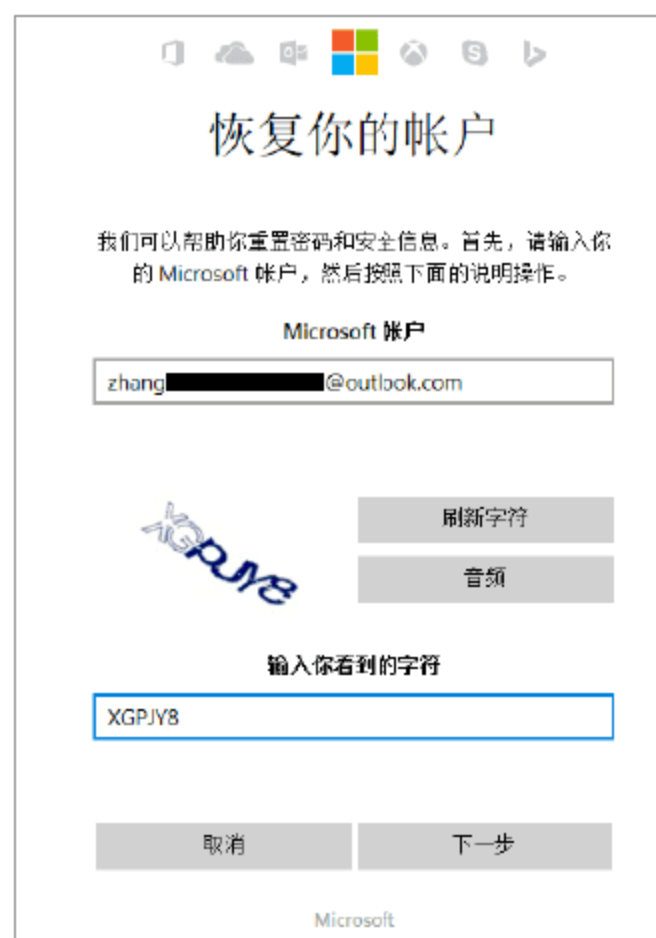 恢复你的帐户
我们可以帮助你重置密码和安全信息。首先，请输入你
的 Microsoft 帐户，然后按照下面的说明操作。
Microsoft 帐户
zhang @outlook.com
刷新字符
XGPJY8
音频
输入你看到的字符
XGPJY8
取消
下一步
Microsoft